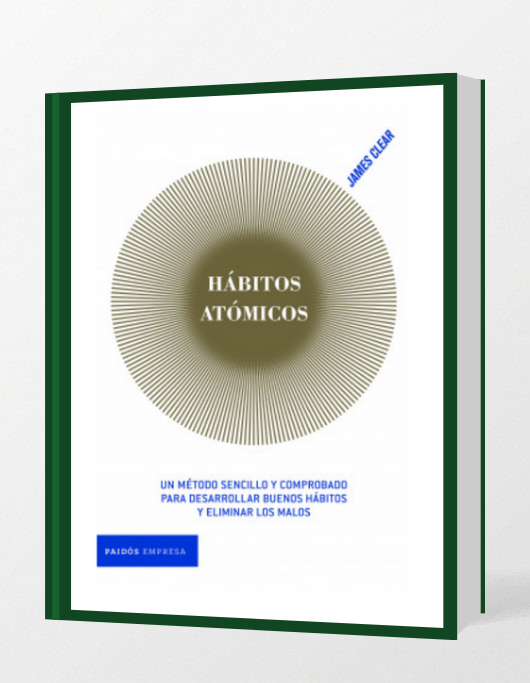 JAMES CLEAR
HÁBITOS
ATÓMICOS
UN MÉTODO SENCILLO Y COMPROBADO
PARA DESARROLLAR BUENOS HÁBITOS
Y ELIMINAR LOS MALOS
PAIDÓS EMPRESA